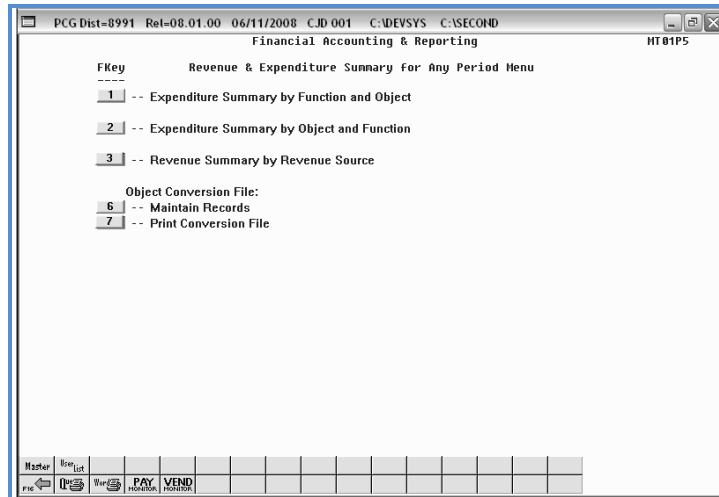 PCG Dist=8991 Rel=08.01.00 06/11/2008 CJD 001 C:\DEVSYS C:\SECOND
Financial Accounting & Reporting MT01P5
FKey Revenue & Expenditure Summary for Any Period Menu
----
1 -- Expenditure Summary by Function and Object
2 -- Expenditure Summary by Object and Function
3 -- Revenue Summary by Revenue Source
Object Conversion File:
6 -- Maintain Records
7 -- Print Conversion File
Master User List
F16 Que Word PAY MONITOR VEND MONITOR